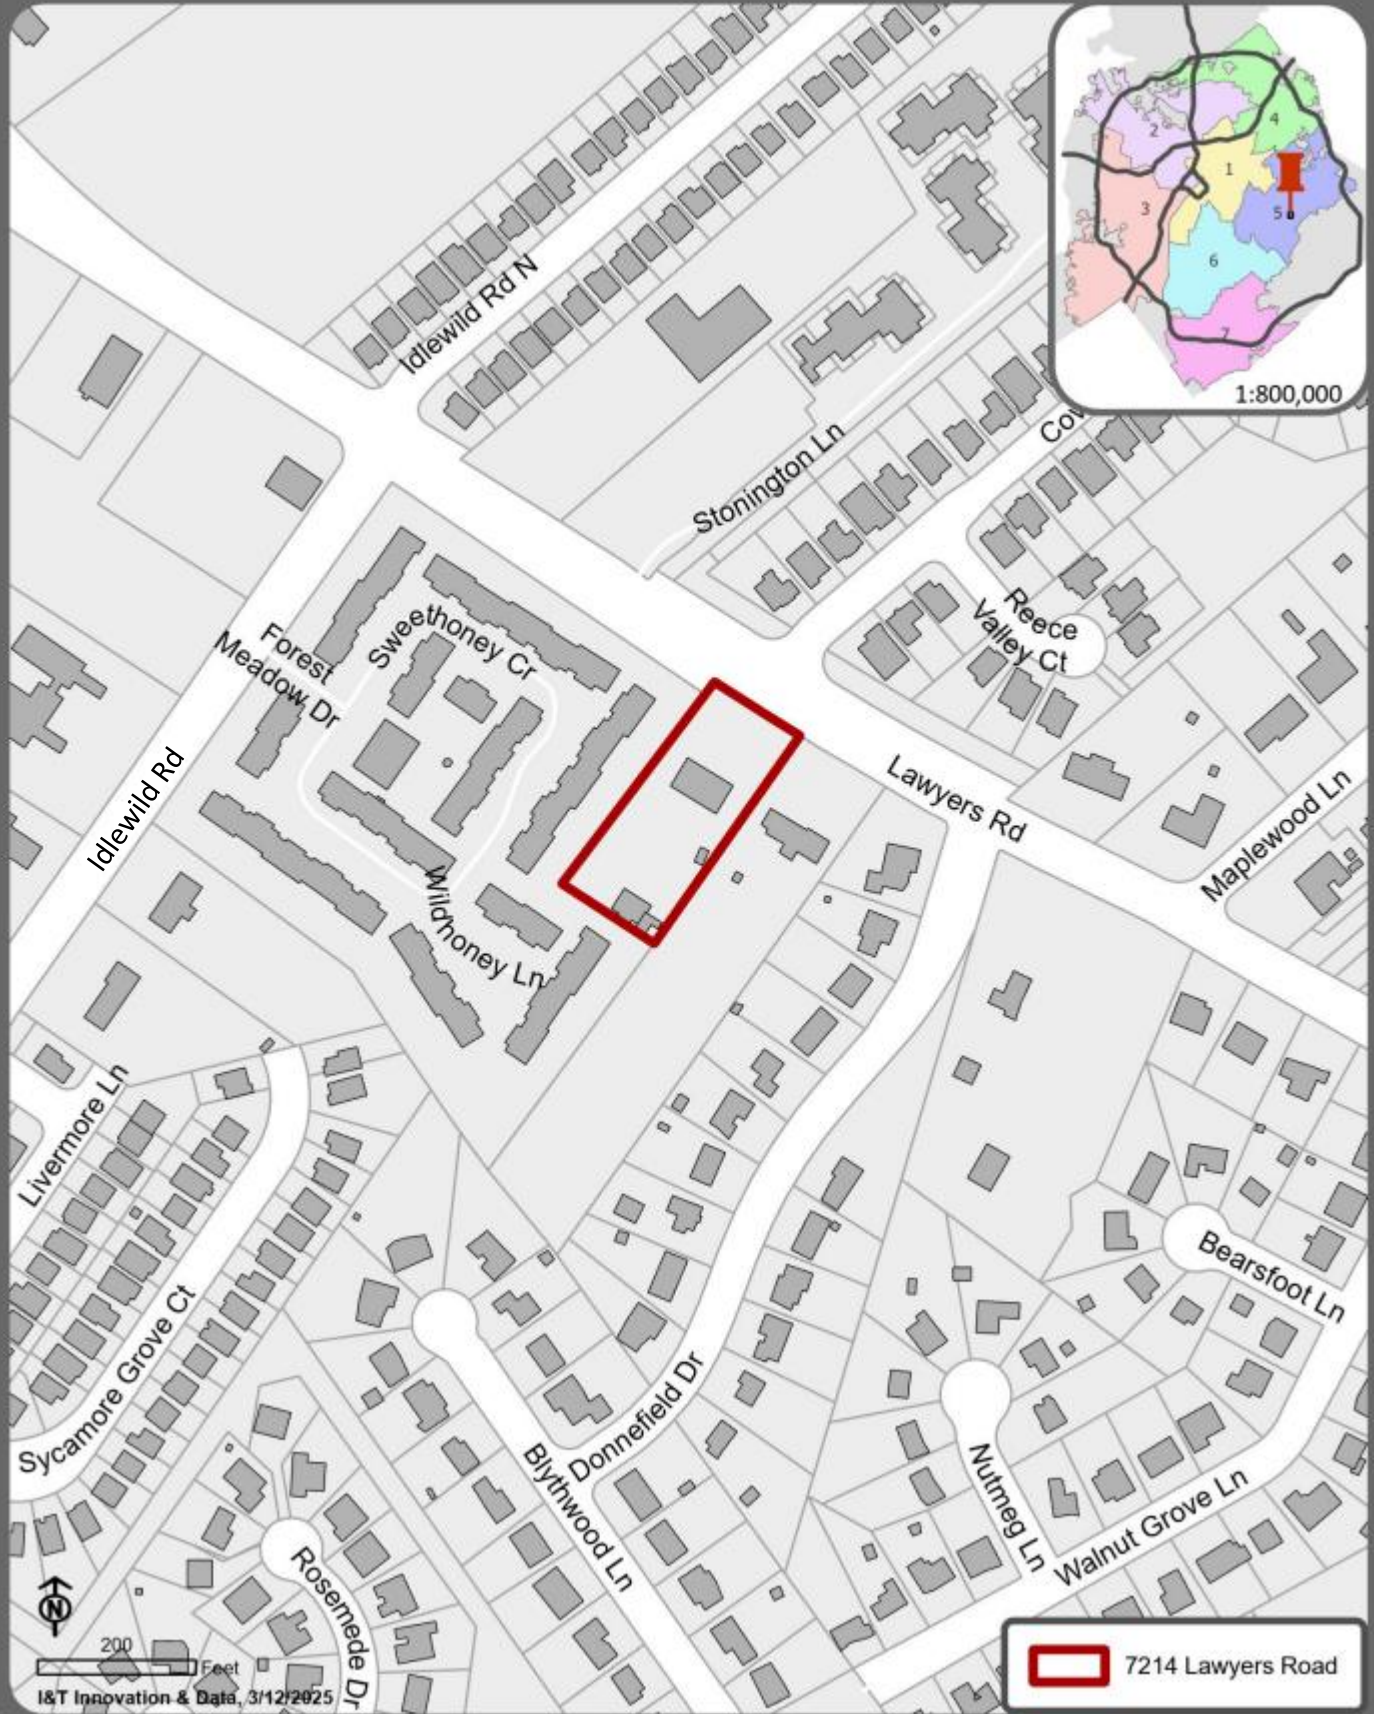 2
4
1
3
5
6
7
1:800,000
Idlewild Rd N
Cov
Stonington Ln
Reece
Valley Ct
Sweethoney Cr
Forest
Meadow Dr
Idlewild Rd
Lawyers Rd
Maplewood Ln
Wildhoney Ln
Livermore Ln
Bearsfoot Ln
Sycamore Grove Ct
Donnefield Dr
Blythwood Ln
Nutmeg Ln
Walnut Grove Ln
Rosemede Dr
N
200
Feet
I&T Innovation & Data, 3/12/2025
7214 Lawyers Road